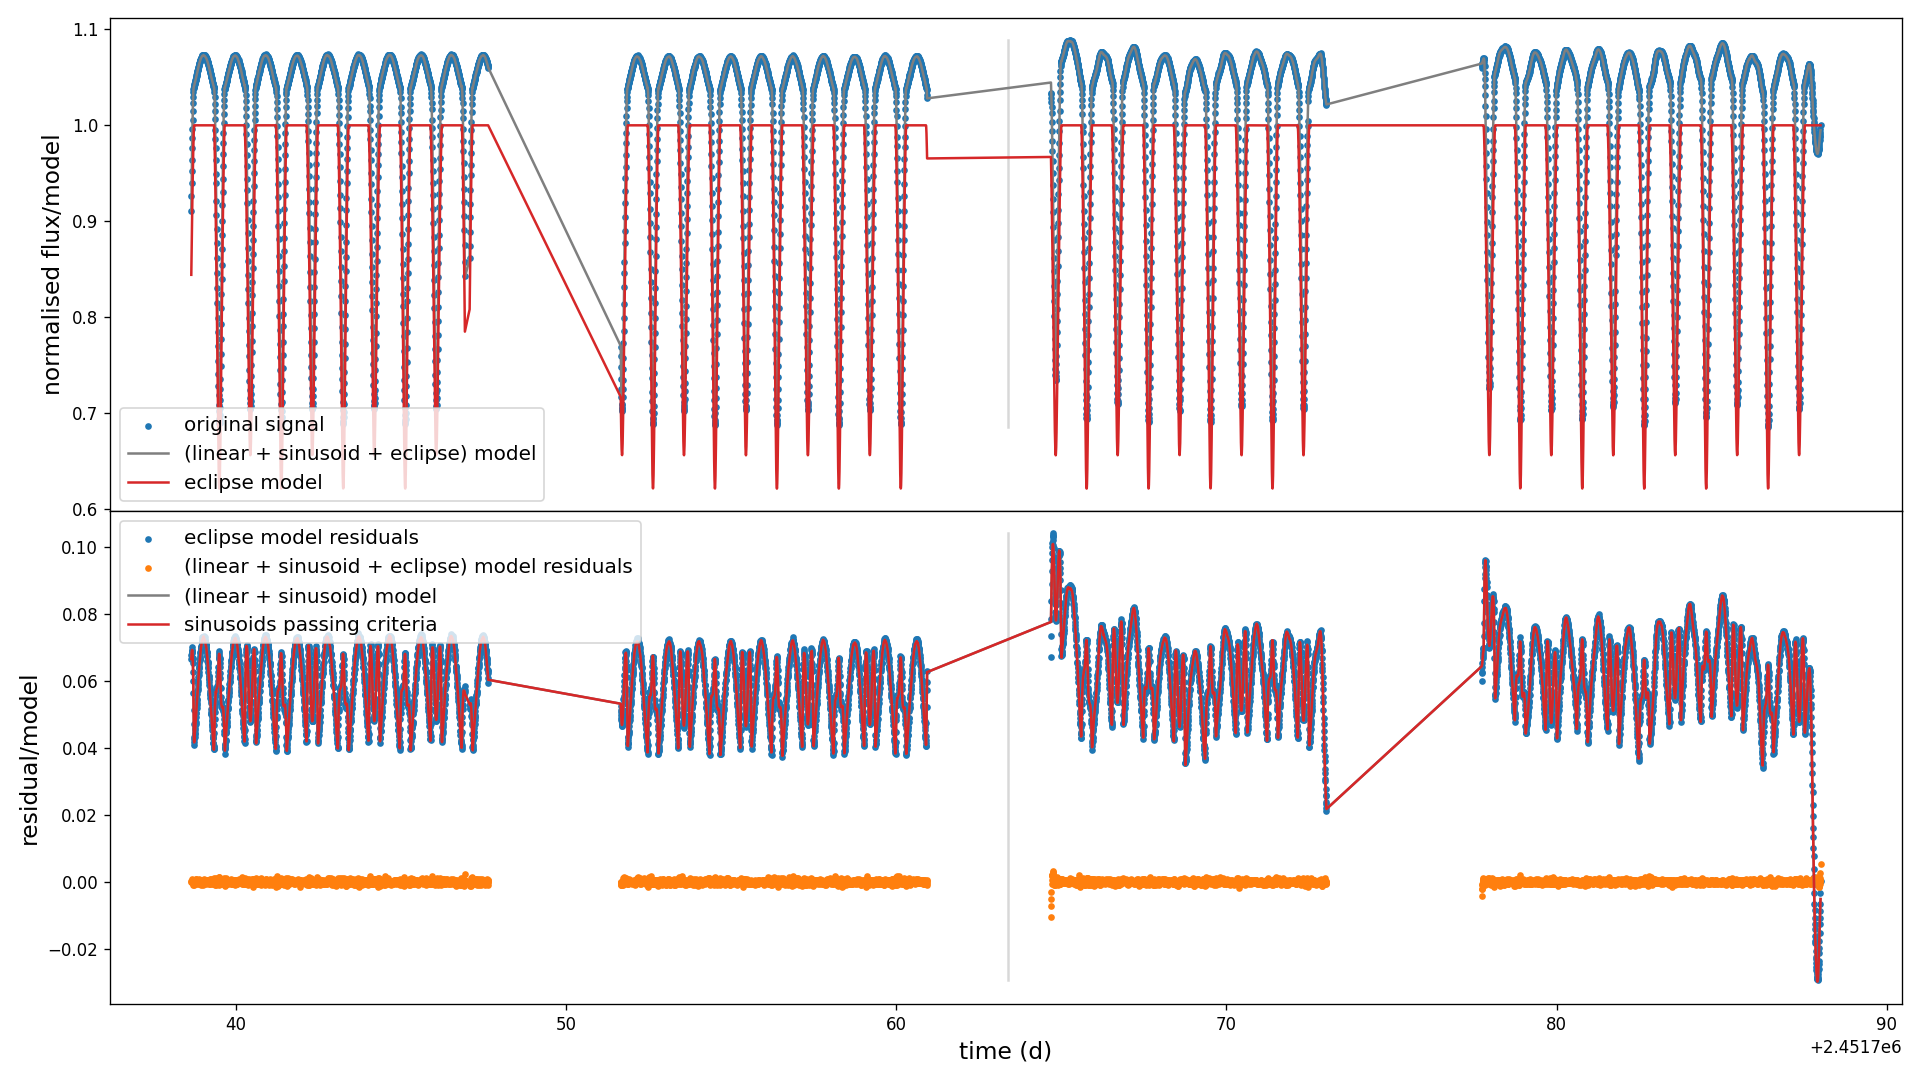 1.1
1.0
0.9
0.8
0.7
0.6
normalised flux/model
original signal
(linear + sinusoid + eclipse) model
eclipse model
0.10
0.08
0.06
0.04
0.02
0.00
−0.02
residual/model
eclipse model residuals
(linear + sinusoid + eclipse) model residuals
(linear + sinusoid) model
sinusoids passing criteria
40 50 60 70 80 90
time (d)
+2.4517e6